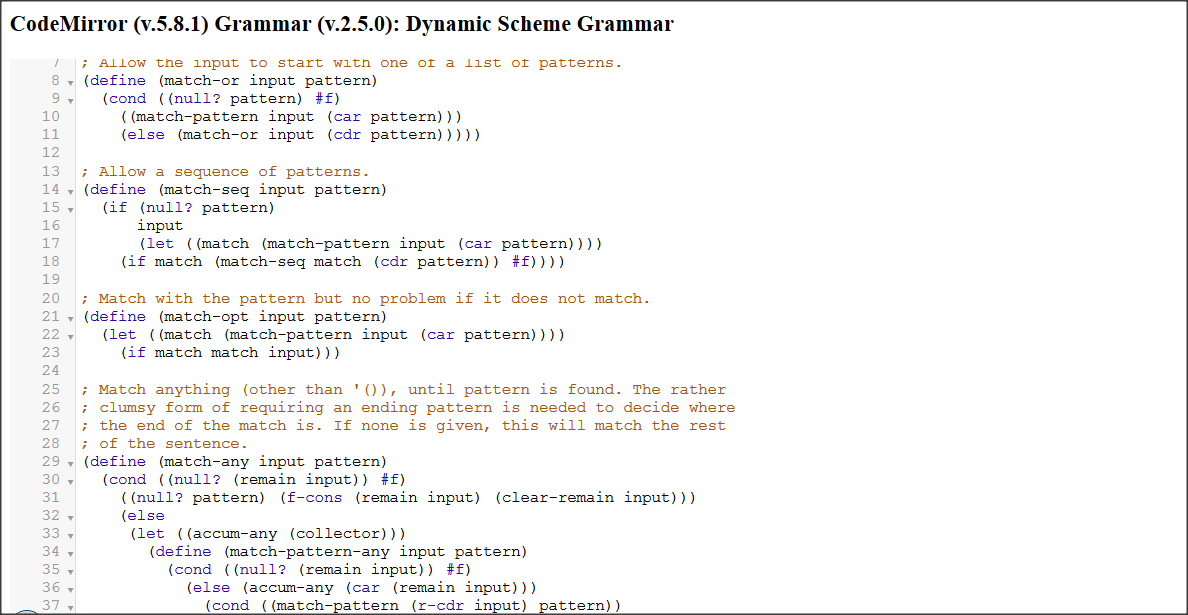 CodeMirror (v.5.8.1) Grammar (v.2.5.0): Dynamic Scheme Grammar
7 ; Allow the input to start with one of a list of patterns.
8 (define (match-or input pattern)
9 (cond ((null? pattern) #f)
10 ((match-pattern input (car pattern)))
11 (else (match-or input (cdr pattern)))))
12
13 ; Allow a sequence of patterns.
14 (define (match-seq input pattern)
15 (if (null? pattern)
16 input
17 (let ((match (match-pattern input (car pattern))))
18 (if match (match-seq match (cdr pattern)) #f))))
19
20 ; Match with the pattern but no problem if it does not match.
21 (define (match-opt input pattern)
22 (let ((match (match-pattern input (car pattern))))
23 (if match match input)))
24
25 ; Match anything (other than '()), until pattern is found. The rather
26 ; clumsy form of requiring an ending pattern is needed to decide where
27 ; the end of the match is. If none is given, this will match the rest
28 ; of the sentence.
29 (define (match-any input pattern)
30 (cond ((null? (remain input)) #f)
31 ((null? pattern) (f-cons (remain input) (clear-remain input)))
32 (else
33 (let ((accum-any (collector)))
34 (define (match-pattern-any input pattern)
35 (cond ((null? (remain input)) #f)
36 (else (accum-any (car (remain input)))
37 (cond ((match-pattern (r-cdr input) pattern))